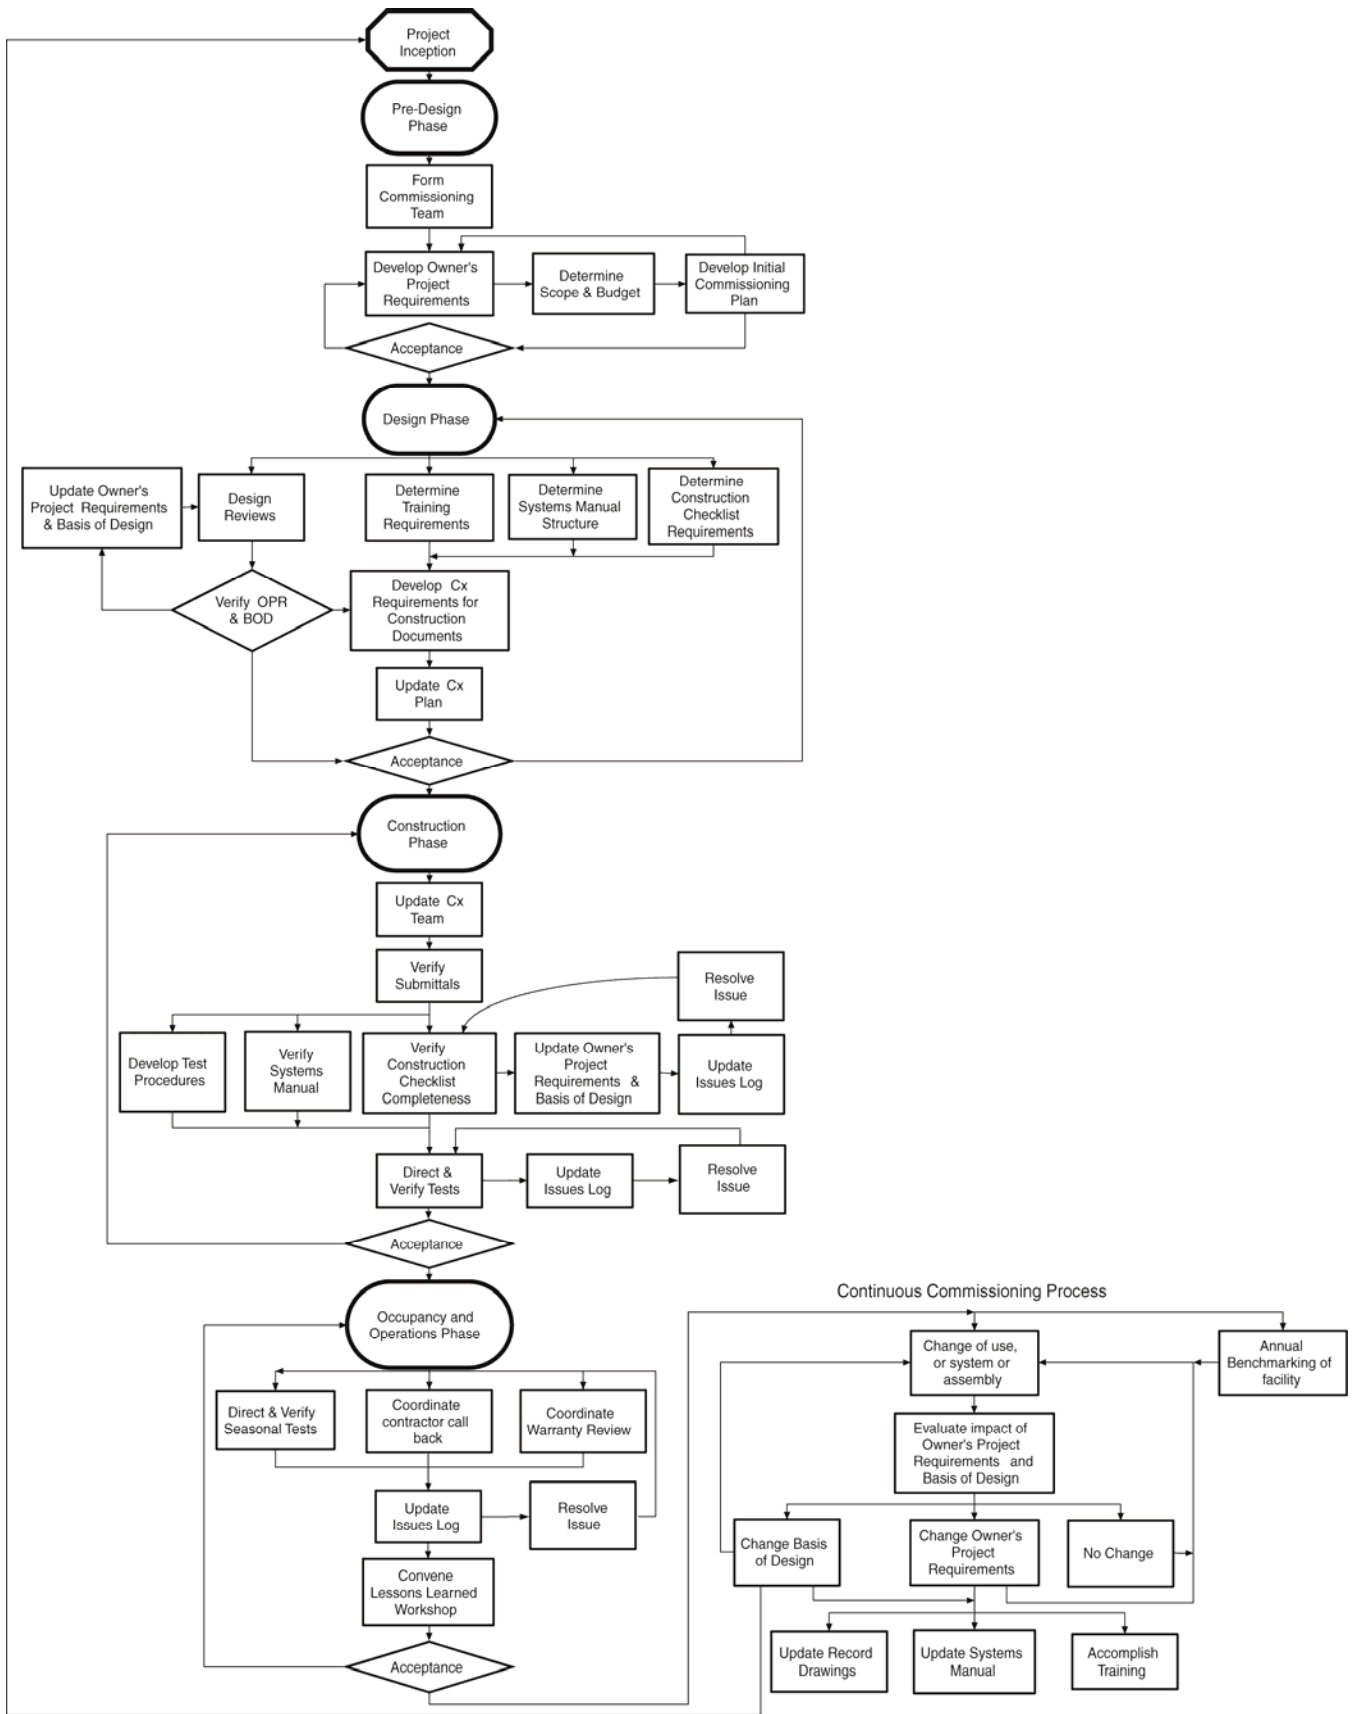 Project
Inception
Pre-Design
Phase
Form
Commissioning
Team
Develop Owner's
Project
Requirements
Determine
Scope & Budget
Develop Initial
Commissioning
Plan
Acceptance
Design Phase
Update Owner's
Project Requirements
& Basis of Design
Design
Reviews
Determine
Training
Requirements
Determine
Systems Manual
Structure
Determine
Construction
Checklist
Requirements
Verify OPR
& BOD
Develop Cx
Requirements for
Construction
Documents
Update Cx
Plan
Acceptance
Construction
Phase
Update Cx
Team
Verify
Submittals
Resolve
Issue
Develop Test
Procedures
Verify
Systems
Manual
Verify
Construction
Checklist
Completeness
Update Owner's
Project
Requirements &
Basis of Design
Update
Issues Log
Direct &
Verify Tests
Update
Issues Log
Resolve
Issue
Acceptance
Occupancy and
Operations Phase
Direct & Verify
Seasonal Tests
Coordinate
contractor call
back
Coordinate
Warranty Review
Update
Issues Log
Resolve
Issue
Convene
Lessons Learned
Workshop
Acceptance
Continuous Commissioning Process
Change of use,
or system or
assembly
Annual
Benchmarking of
facility
Evaluate impact of
Owner's Project
Requirements and
Basis of Design
Change Basis
of Design
Change Owner's
Project
Requirements
No Change
Update Record
Drawings
Update Systems
Manual
Accomplish
Training